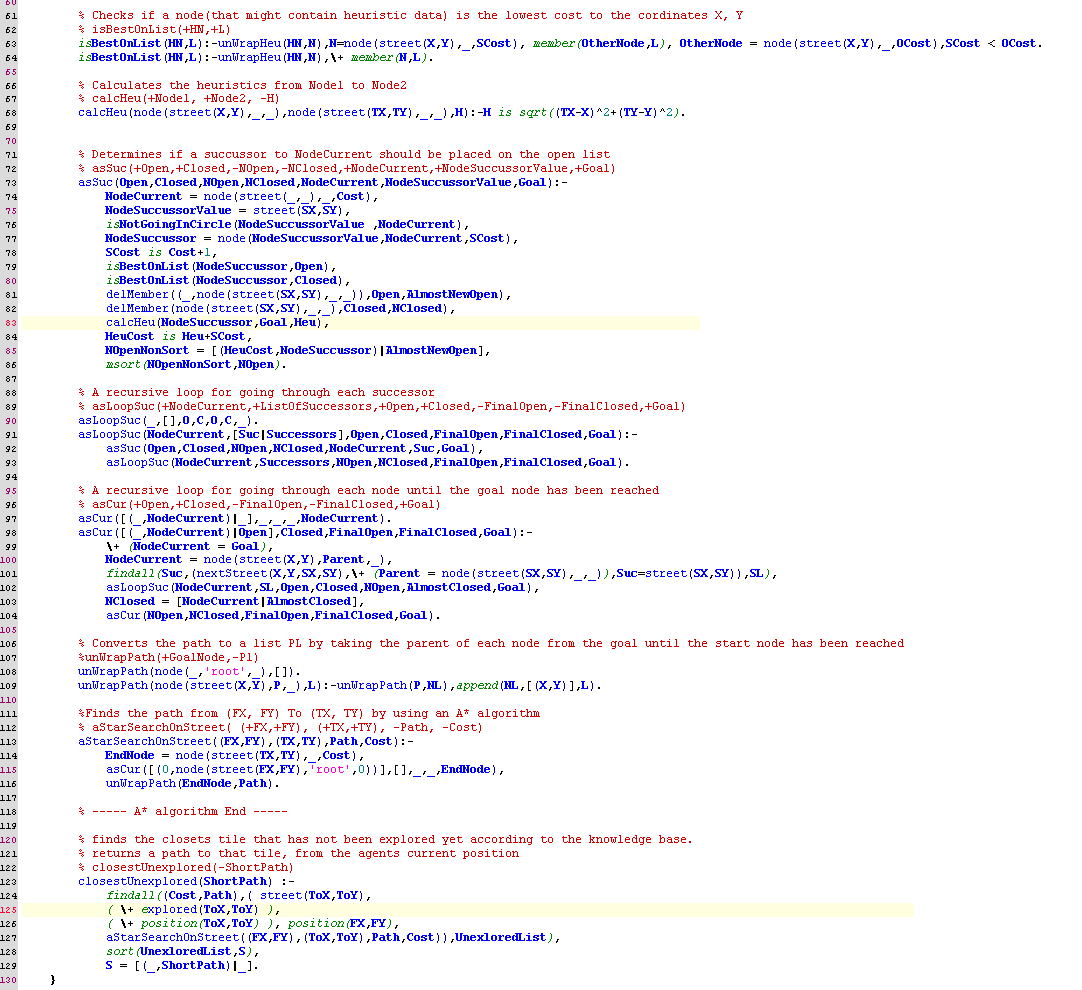 60
61 % Checks if a node(that might contain heuristic data) is the lowest cost to the cordinates X, Y
62 % isBestOnList(+HN,+L)
63 isBestOnList(HN,L):-unWrapHeu(HN,N),N=node(street(X,Y),_,SCost), member(OtherNode,L), OtherNode = node(street(X,Y),_,OCost),SCost < OCost.
64 isBestOnList(HN,L):-unWrapHeu(HN,N),\+ member(N,L).
65
66 % Calculates the heuristics from Node1 to Node2
67 % calcHeu(+Node1, +Node2, -H)
68 calcHeu(node(street(X,Y),_,_),node(street(TX,TY),_,_),H):-H is sqrt((TX-X)^2+(TY-Y)^2).
69
70
71 % Determines if a succussor to NodeCurrent should be placed on the open list
72 % asSuc(+Open,+Closed,-NOpen,-NClosed,+NodeCurrent,+NodeSuccussorValue,+Goal)
73 asSuc(Open,Closed,NOpen,NClosed,NodeCurrent,NodeSuccussorValue,Goal):-
74 NodeCurrent = node(street(_,_),_,Cost),
75 NodeSuccussorValue = street(SX,SY),
76 isNotGoingInCircle(NodeSuccussorValue ,NodeCurrent),
77 NodeSuccussor = node(NodeSuccussorValue,NodeCurrent,SCost),
78 SCost is Cost+1,
79 isBestOnList(NodeSuccussor,Open),
80 isBestOnList(NodeSuccussor,Closed),
81 delMember((_,node(street(SX,SY),_,_)),Open,AlmostNewOpen),
82 delMember(node(street(SX,SY),_,_),Closed,NClosed),
83 calcHeu(NodeSuccussor,Goal,Heu),
84 HeuCost is Heu+SCost,
85 NOpenNonSort = [(HeuCost,NodeSuccussor)|AlmostNewOpen],
86 msort(NOpenNonSort,NOpen).
87
88 % A recursive loop for going through each successor
89 % asLoopSuc(+NodeCurrent,+ListOfSuccessors,+Open,+Closed,-FinalOpen,-FinalClosed,+Goal)
90 asLoopSuc(_,[],O,C,O,C,_).
91 asLoopSuc(NodeCurrent,[Suc|Successors],Open,Closed,FinalOpen,FinalClosed,Goal):-
92 asSuc(Open,Closed,NOpen,NClosed,NodeCurrent,Suc,Goal),
93 asLoopSuc(NodeCurrent,Successors,NOpen,NClosed,FinalOpen,FinalClosed,Goal).
94
95 % A recursive loop for going through each node until the goal node has been reached
96 % asCur(+Open,+Closed,-FinalOpen,-FinalClosed,+Goal)
97 asCur([(_,NodeCurrent)|_],_,_,_,NodeCurrent).
98 asCur([(_,NodeCurrent)|Open],Closed,FinalOpen,FinalClosed,Goal):-
99 \+ (NodeCurrent = Goal),
100 NodeCurrent = node(street(X,Y),Parent,_),
101 findall(Suc,(nextStreet(X,Y,SX,SY),\+ (Parent = node(street(SX,SY),_,_)),Suc=street(SX,SY)),SL),
102 asLoopSuc(NodeCurrent,SL,Open,Closed,NOpen,AlmostClosed,Goal),
103 NClosed = [NodeCurrent|AlmostClosed],
104 asCur(NOpen,NClosed,FinalOpen,FinalClosed,Goal).
105
106 % Converts the path to a list PL by taking the parent of each node from the goal until the start node has been reached
107 %unWrapPath(+GoalNode,-Pl)
108 unWrapPath(node(_,'root',_),[]).
109 unWrapPath(node(street(X,Y),P,_),L):-unWrapPath(P,NL),append(NL,[(X,Y)],L).
110
111 %Finds the path from (FX, FY) To (TX, TY) by using an A* algorithm
112 % aStarSearchOnStreet( (+FX,+FY), (+TX,+TY), -Path, -Cost)
113 aStarSearchOnStreet((FX,FY),(TX,TY),Path,Cost):-
114 EndNode = node(street(TX,TY),_,Cost),
115 asCur([(0,node(street(FX,FY),'root',0))],[],_,_,EndNode),
116 unWrapPath(EndNode,Path).
117
118 % ----- A* algorithm End -----
119
120 % finds the closets tile that has not been explored yet according to the knowledge base.
121 % returns a path to that tile, from the agents current position
122 % closestUnexplored(-ShortPath)
123 closestUnexplored(ShortPath) :-
124 findall((Cost,Path),( street(ToX,ToY),
125 ( \+ explored(ToX,ToY) ),
126 ( \+ position(ToX,ToY) ), position(FX,FY),
127 aStarSearchOnStreet((FX,FY),(ToX,ToY),Path,Cost)),UnexloredList),
128 sort(UnexloredList,S),
129 S = [(_,ShortPath)|_].
130 }